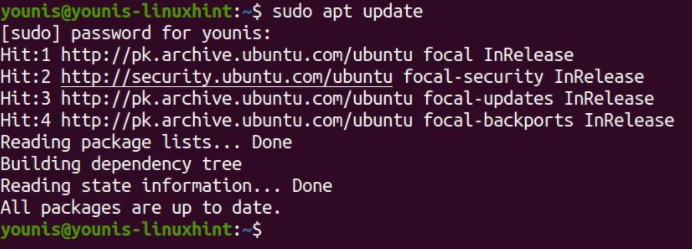 younis@younis-linuxhint:~$ sudo apt update
[sudo] password for younis:
Hit:1 http://pk.archive.ubuntu.com/ubuntu focal InRelease
Hit:2 http://security.ubuntu.com/ubuntu focal-security InRelease
Hit:3 http://pk.archive.ubuntu.com/ubuntu focal-updates InRelease
Hit:4 http://pk.archive.ubuntu.com/ubuntu focal-backports InRelease
Reading package lists... Done
Building dependency tree
Reading state information... Done
All packages are up to date.
younis@younis-linuxhint:~$